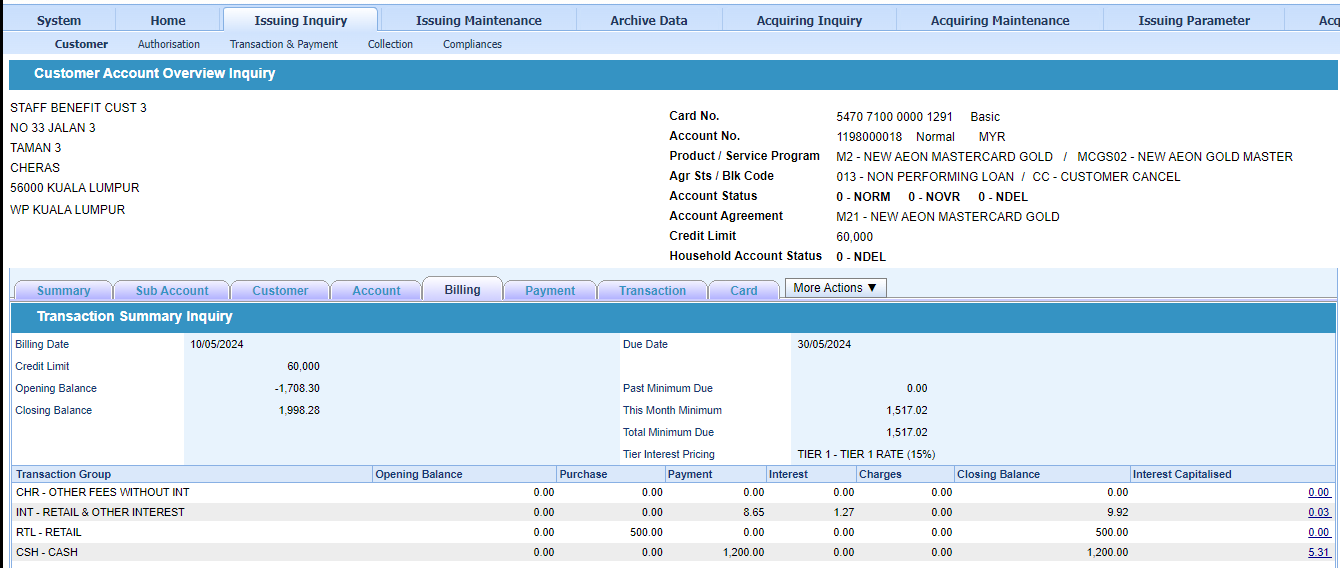 System Home Issuing Inquiry Issuing Maintenance Archive Data Acquiring Inquiry Acquiring Maintenance Issuing Parameter Acq
Customer Authorisation Transaction & Payment Collection Compliances
Customer Account Overview Inquiry
STAFF BENEFIT CUST 3
NO 33 JALAN 3
TAMAN 3
CHERAS
56000 KUALA LUMPUR
WP KUALA LUMPUR
Card No. 5470 7100 0000 1291 Basic
Account No. 1198000018 Normal MYR
Product / Service Program M2 - NEW AEON MASTERCARD GOLD / MCGS02 - NEW AEON GOLD MASTER
Agr Sts / Blk Code 013 - NON PERFORMING LOAN / CC - CUSTOMER CANCEL
Account Status 0 - NORM 0 - NOVR 0 - NDEL
Account Agreement M21 - NEW AEON MASTERCARD GOLD
Credit Limit 60,000
Household Account Status 0 - NDEL
Summary Sub Account Customer Account Billing Payment Transaction Card More Actions ▼
Transaction Summary Inquiry
Billing Date 10/05/2024 Due Date 30/05/2024
Credit Limit 60,000
Opening Balance -1,708.30 Past Minimum Due 0.00
Closing Balance 1,998.28 This Month Minimum 1,517.02
Total Minimum Due 1,517.02
Tier Interest Pricing TIER 1 - TIER 1 RATE (15%)
Transaction Group Opening Balance Purchase Payment Interest Charges Closing Balance Interest Capitalised
CHR - OTHER FEES WITHOUT INT 0.00 0.00 0.00 0.00 0.00 0.00 0.00
INT - RETAIL & OTHER INTEREST 0.00 0.00 8.65 1.27 0.00 9.92 0.03
RTL - RETAIL 0.00 500.00 0.00 0.00 0.00 500.00 0.00
CSH - CASH 0.00 0.00 1,200.00 0.00 0.00 1,200.00 5.31